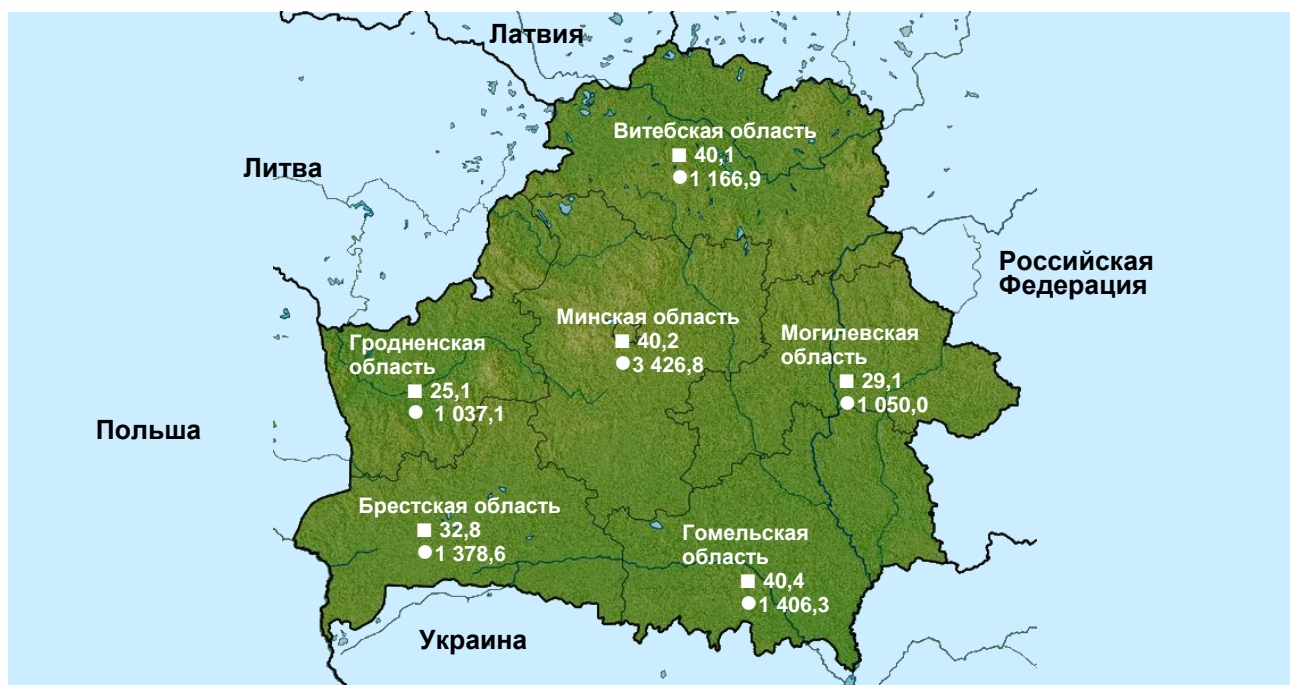 Латвия
Витебская область
40,1
1 166,9
Литва
Российская
Федерация
Минская область
40,2
3 426,8
Могилевская
область
29,1
1 050,0
Гродненская
область
25,1
1 037,1
Польша
Брестская область
32,8
1 378,6
Гомельская
область
40,4
1 406,3
Украина